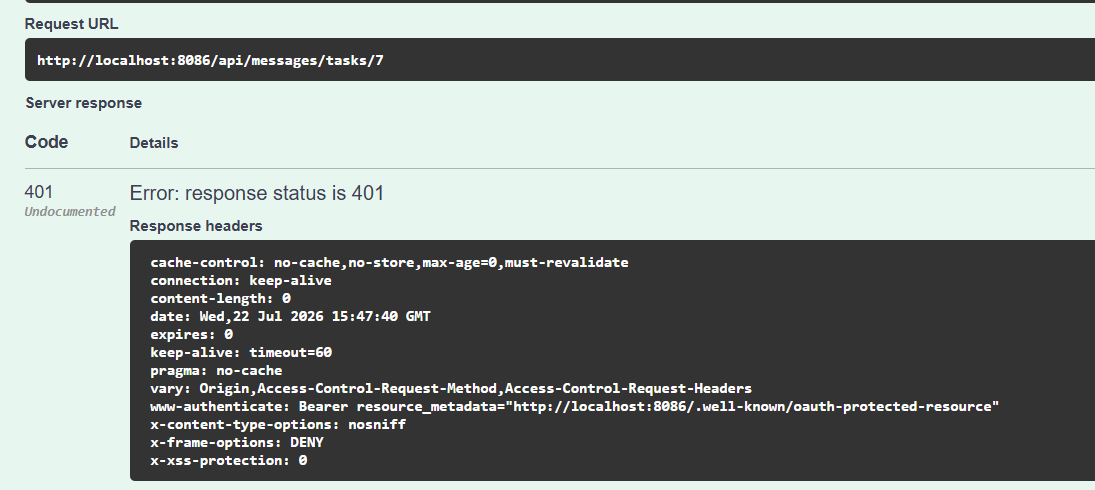 Request URL
http://localhost:8086/api/messages/tasks/7
Server response
Code Details
401 Error: response status is 401
Undocumented
Response headers
cache-control: no-cache,no-store,max-age=0,must-revalidate
connection: keep-alive
content-length: 0
date: Wed,22 Jul 2026 15:47:40 GMT
expires: 0
keep-alive: timeout=60
pragma: no-cache
vary: Origin,Access-Control-Request-Method,Access-Control-Request-Headers
www-authenticate: Bearer resource_metadata="http://localhost:8086/.well-known/oauth-protected-resource"
x-content-type-options: nosniff
x-frame-options: DENY
x-xss-protection: 0